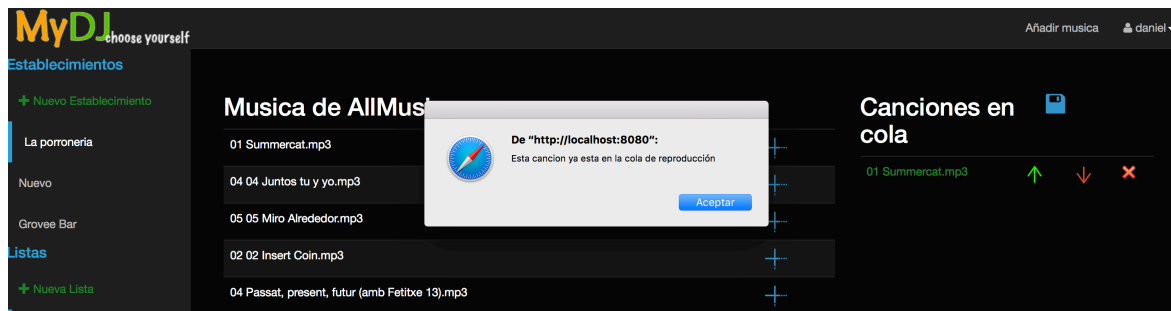 MyDJ choose yourself
Añadir musica
daniel
Establecimientos
Nuevo Establecimiento
La porroneria
Nuevo
Grovee Bar
Listas
Nueva Lista
Musica de AllMus
01 Summercat.mp3
04 04 Juntos tu y yo.mp3
05 05 Miro Alrededor.mp3
02 02 Insert Coin.mp3
04 Passat, present, futur (amb Fetitxe 13).mp3
De “http://localhost:8080”:
Esta cancion ya esta en la cola de reproducción
Aceptar
Canciones en
cola
01 Summercat.mp3